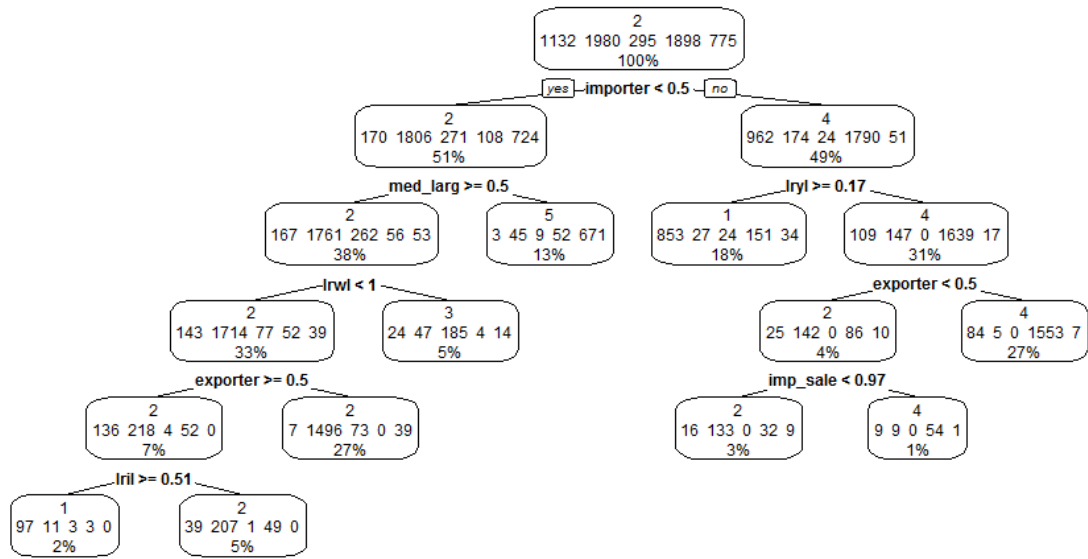 2
1132 1980 295 1898 775
100%
yes importer < 0.5 no
2
170 1806 271 108 724
51%
4
962 174 24 1790 51
49%
med_larg >= 0.5
lryl >= 0.17
2
167 1761 262 56 53
38%
5
3 45 9 52 671
13%
1
853 27 24 151 34
18%
4
109 147 0 1639 17
31%
lrwl < 1
exporter < 0.5
2
143 1714 77 52 39
33%
3
24 47 185 4 14
5%
2
25 142 0 86 10
4%
4
84 5 0 1553 7
27%
exporter >= 0.5
imp_sale < 0.97
2
136 218 4 52 0
7%
2
7 1496 73 0 39
27%
2
16 133 0 32 9
3%
4
9 9 0 54 1
1%
lril >= 0.51
1
97 11 3 3 0
2%
2
39 207 1 49 0
5%